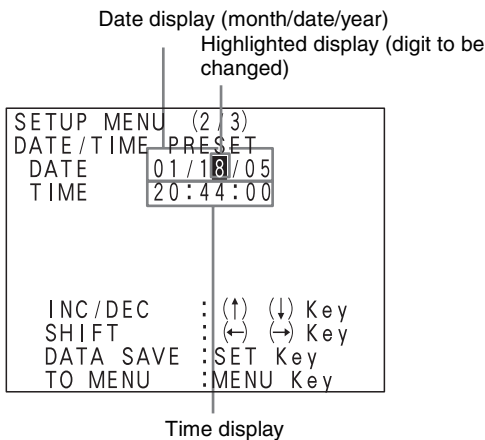 Date display (month/date/year)
Highlighted display (digit to be
changed)
SETUP MENU (2/3)
DATE/TIME PRESET
DATE 01/18/05
TIME 20:44:00
INC/DEC : (↑) (↓) Key
SHIFT : (←) (→) Key
DATA SAVE :SET Key
TO MENU :MENU Key
Time display